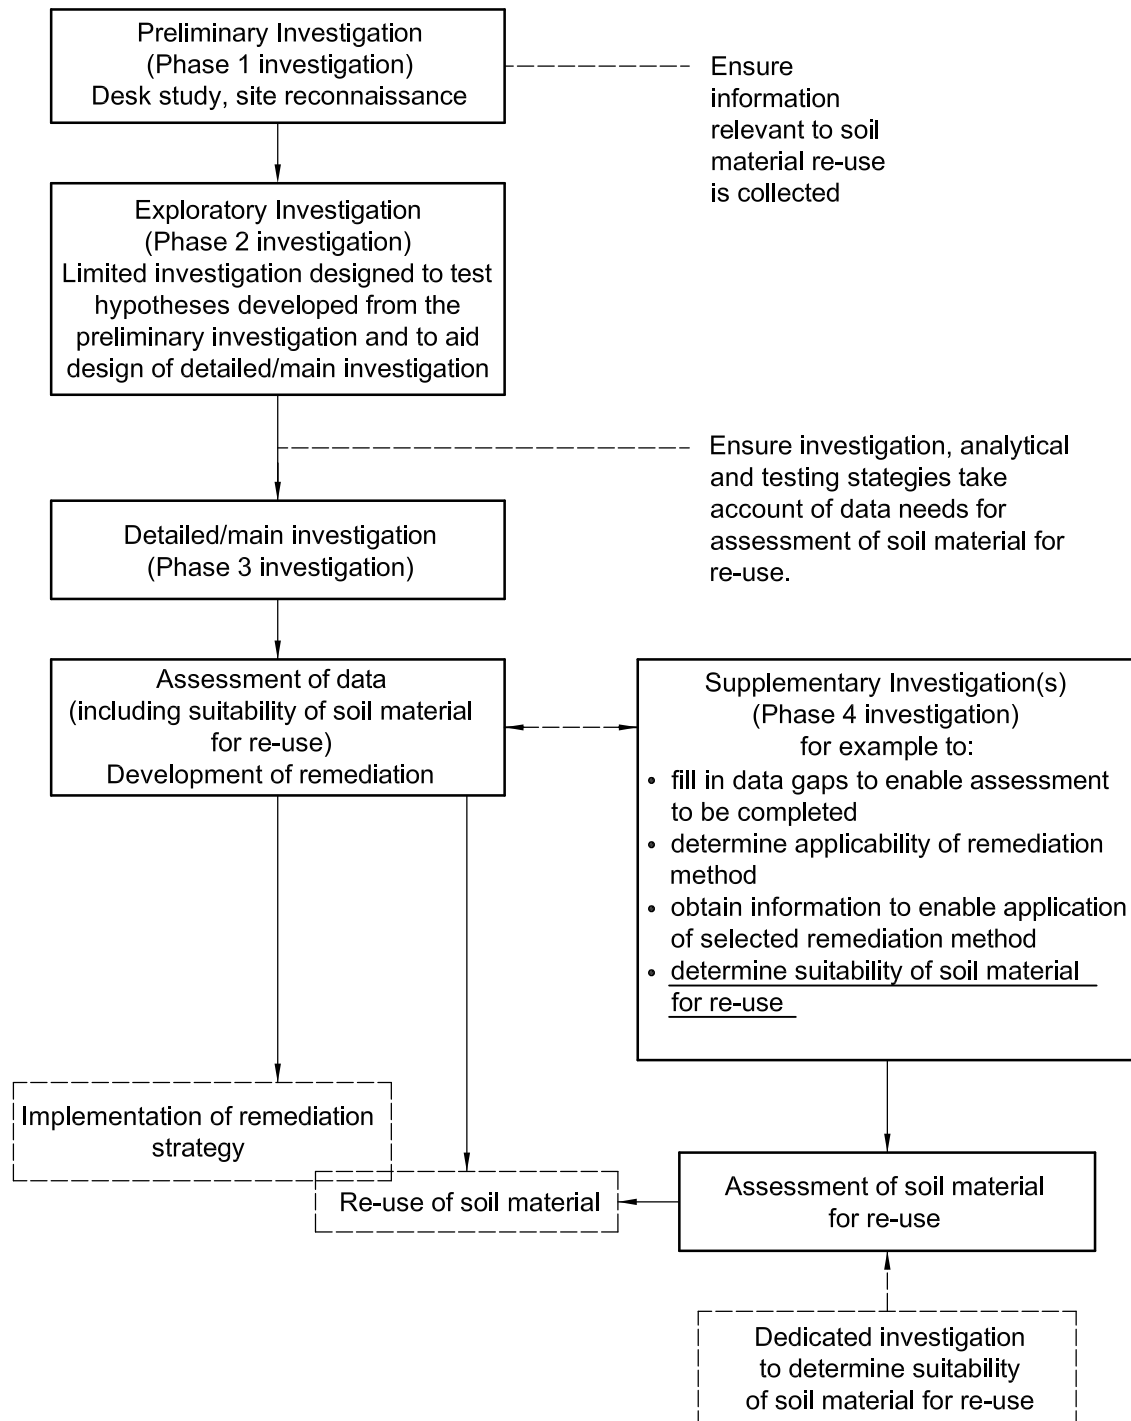 Preliminary Investigation
(Phase 1 investigation)
Desk study, site reconnaissance
Ensure
information
relevant to soil
material re-use
is collected
Exploratory Investigation
(Phase 2 investigation)
Limited investigation designed to test
hypotheses developed from the
preliminary investigation and to aid
design of detailed/main investigation
Ensure investigation, analytical
and testing stategies take
account of data needs for
assessment of soil material for
re-use.
Detailed/main investigation
(Phase 3 investigation)
Assessment of data
(including suitability of soil material
for re-use)
Development of remediation
Supplementary Investigation(s)
(Phase 4 investigation)
for example to:
• fill in data gaps to enable assessment
to be completed
• determine applicability of remediation
method
• obtain information to enable application
of selected remediation method
• determine suitability of soil material
for re-use
Implementation of remediation
strategy
Re-use of soil material
Assessment of soil material
for re-use
Dedicated investigation
to determine suitability
of soil material for re-use